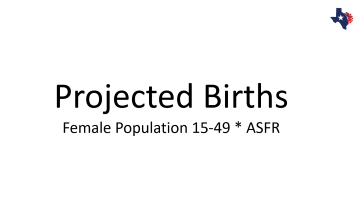 Projected Births
Female Population 15-49 * ASFR